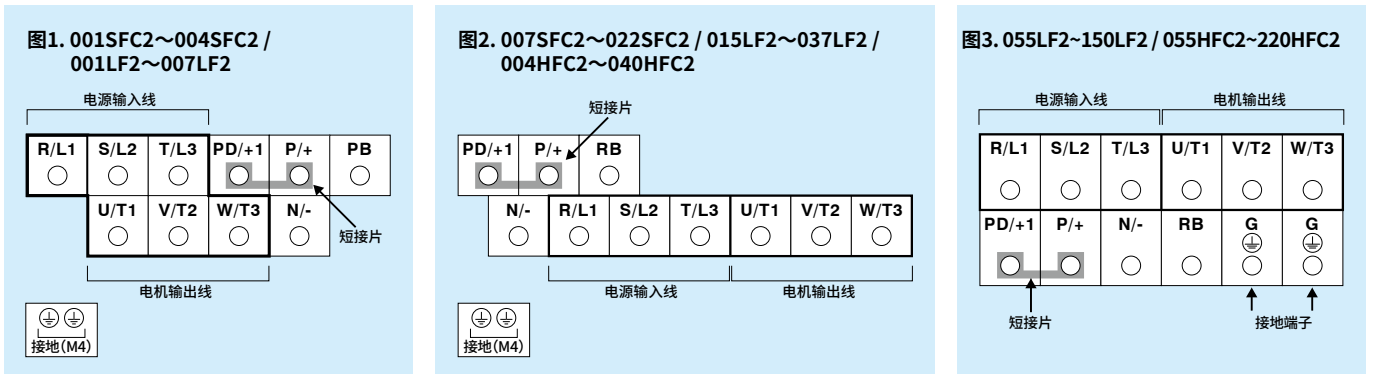 图1. 001SFC2～004SFC2 /
001LF2～007LF2
电源输入线
R/L1 S/L2 T/L3 PD/+1 P/+ PB
U/T1 V/T2 W/T3 N/-
短接片
电机输出线
接地(M4)
图2. 007SFC2～022SFC2 / 015LF2～037LF2 /
004HFC2～040HFC2
短接片
PD/+1 P/+ RB
N/- R/L1 S/L2 T/L3 U/T1 V/T2 W/T3
电源输入线 电机输出线
接地(M4)
图3. 055LF2~150LF2 / 055HFC2~220HFC2
电源输入线 电机输出线
R/L1 S/L2 T/L3 U/T1 V/T2 W/T3
PD/+1 P/+ N/- RB G G
短接片 接地端子